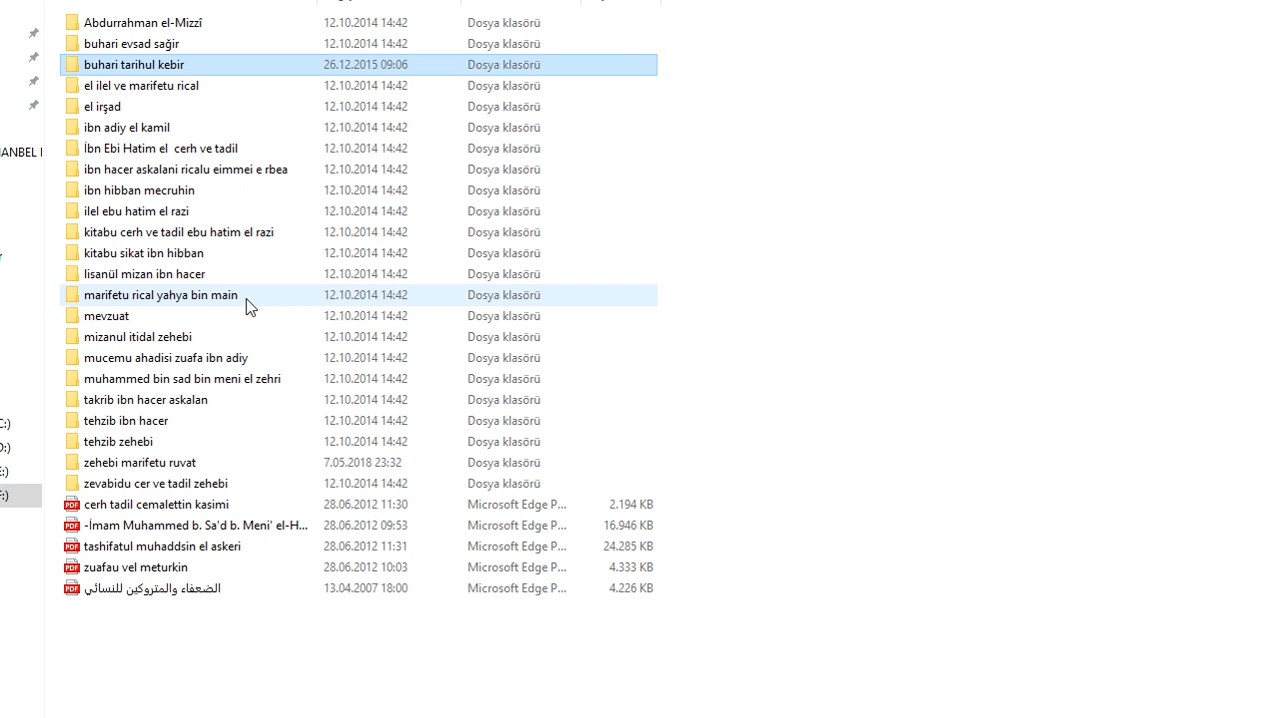 Abdurrahman el-Mizzî 12.10.2014 14:42 Dosya klasörü
buhari evsad sağir 12.10.2014 14:42 Dosya klasörü
buhari tarihul kebir 26.12.2015 09:06 Dosya klasörü
el ilel ve marifetu rical 12.10.2014 14:42 Dosya klasörü
el irşad 12.10.2014 14:42 Dosya klasörü
ibn adiy el kamil 12.10.2014 14:42 Dosya klasörü
ANBEL İbn Ebi Hatim el  cerh ve tadil 12.10.2014 14:42 Dosya klasörü
ibn hacer askalani ricalu eimmei e rbea 12.10.2014 14:42 Dosya klasörü
ibn hibban mecruhin 12.10.2014 14:42 Dosya klasörü
ilel ebu hatim el razi 12.10.2014 14:42 Dosya klasörü
kitabu cerh ve tadil ebu hatim el razi 12.10.2014 14:42 Dosya klasörü
kitabu sikat ibn hibban 12.10.2014 14:42 Dosya klasörü
lisanül mizan ibn hacer 12.10.2014 14:42 Dosya klasörü
marifetu rical yahya bin main 12.10.2014 14:42 Dosya klasörü
mevzuat 12.10.2014 14:42 Dosya klasörü
mizanul itidal zehebi 12.10.2014 14:42 Dosya klasörü
mucemu ahadisi zuafa ibn adiy 12.10.2014 14:42 Dosya klasörü
muhammed bin sad bin meni el zehri 12.10.2014 14:42 Dosya klasörü
takrib ibn hacer askalan 12.10.2014 14:42 Dosya klasörü
C:) tehzib ibn hacer 12.10.2014 14:42 Dosya klasörü
:) tehzib zehebi 12.10.2014 14:42 Dosya klasörü
:) zehebi marifetu ruvat 7.05.2018 23:32 Dosya klasörü
:) zevabidu cer ve tadil zehebi 12.10.2014 14:42 Dosya klasörü
PDF cerh tadil cemalettin kasimi 28.06.2012 11:30 Microsoft Edge P... 2.194 KB
PDF -İmam Muhammed b. Sa'd b. Meni' el-H... 28.06.2012 09:53 Microsoft Edge P... 16.946 KB
PDF tashifatul muhaddsin el askeri 28.06.2012 11:31 Microsoft Edge P... 24.285 KB
PDF zuafau vel meturkin 28.06.2012 10:03 Microsoft Edge P... 4.333 KB
PDF الضعفاء والمتروكين للنسائي 13.04.2007 18:00 Microsoft Edge P... 4.226 KB